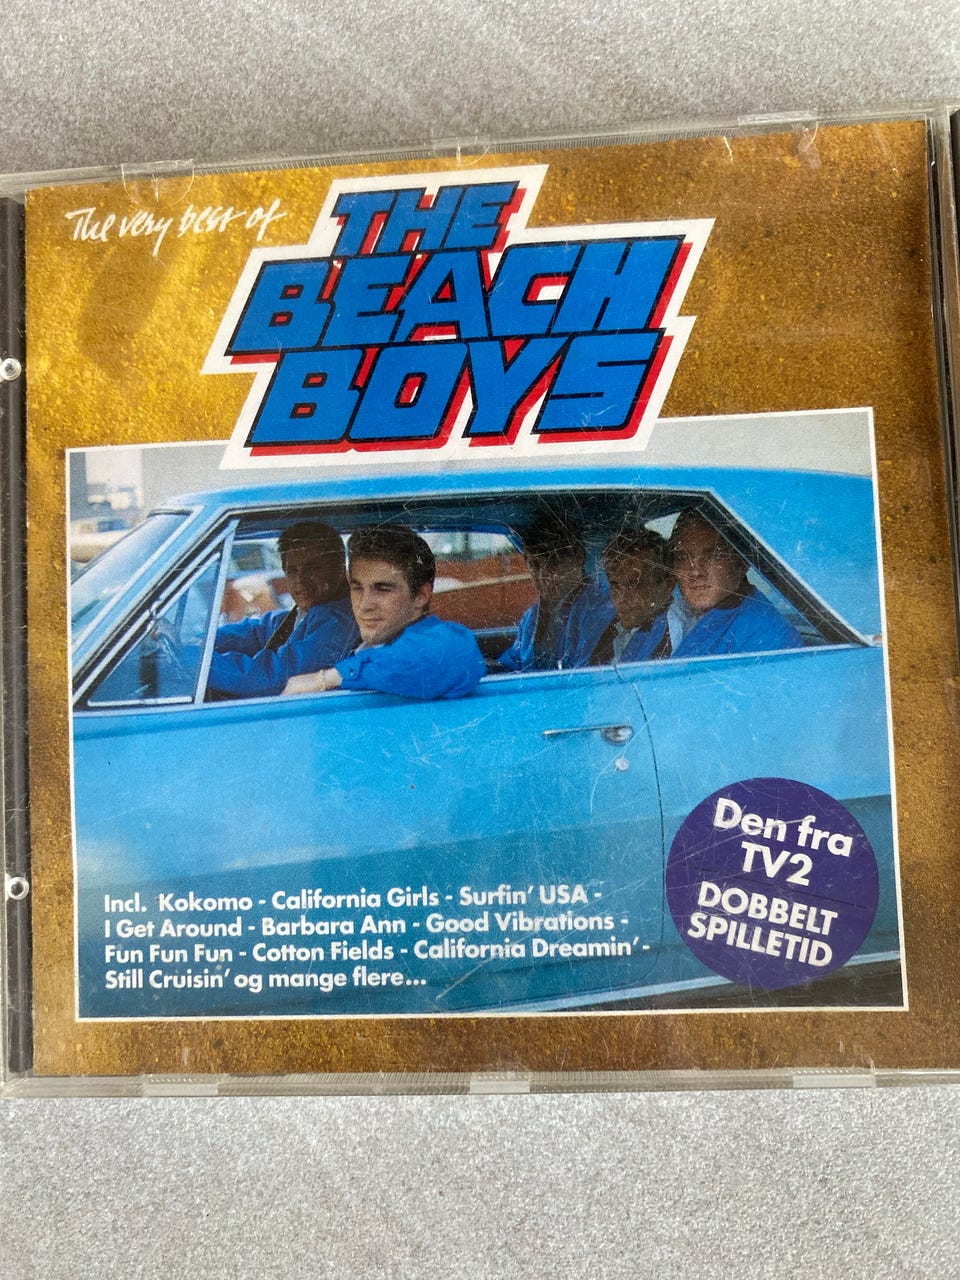 The very best of
THE
BEACH
BOYS
Incl. Kokomo - California Girls - Surfin' USA -
I Get Around - Barbara Ann - Good Vibrations -
Fun Fun Fun - Cotton Fields - California Dreamin' -
Still Cruisin' og mange flere...
Den fra
TV2
DOBBELT
SPILLETID